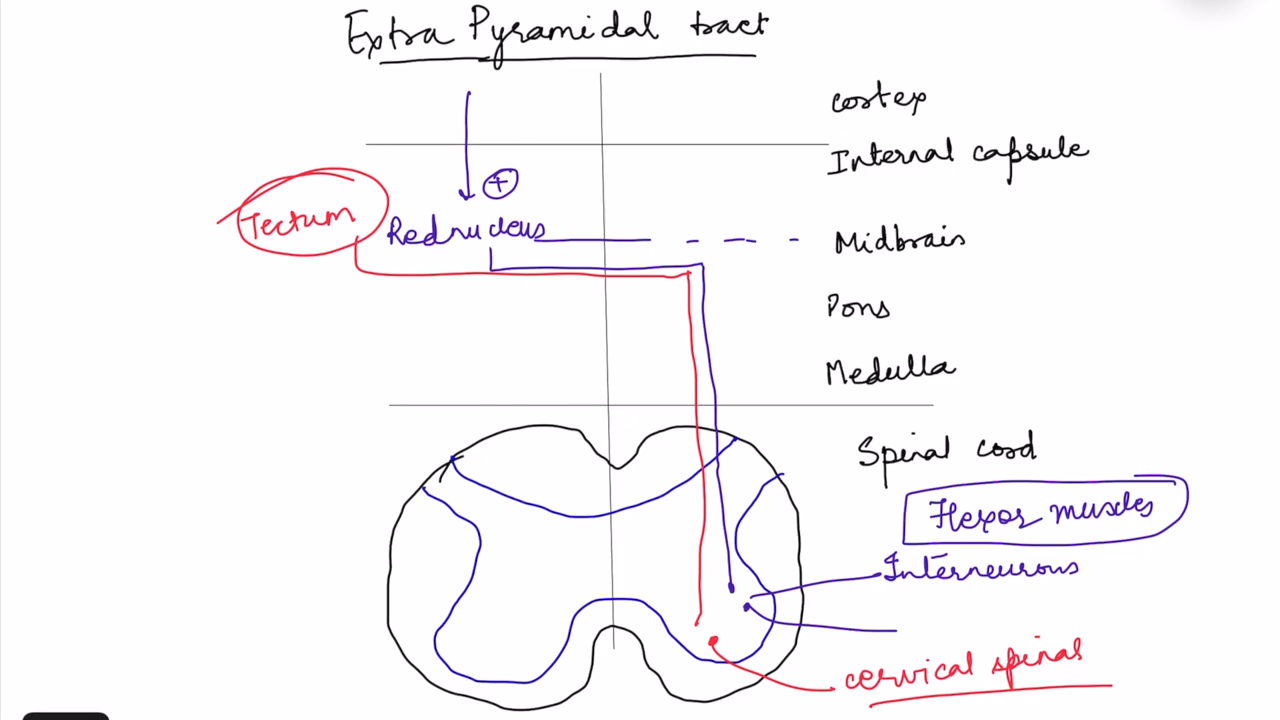 Extra Pyramidal tract
cortex
Internal capsule
+
Tectum
Rednucleus
Midbrain
Pons
Medulla
Spinal cord
Flexor muscles
Interneurons
cervical spinal